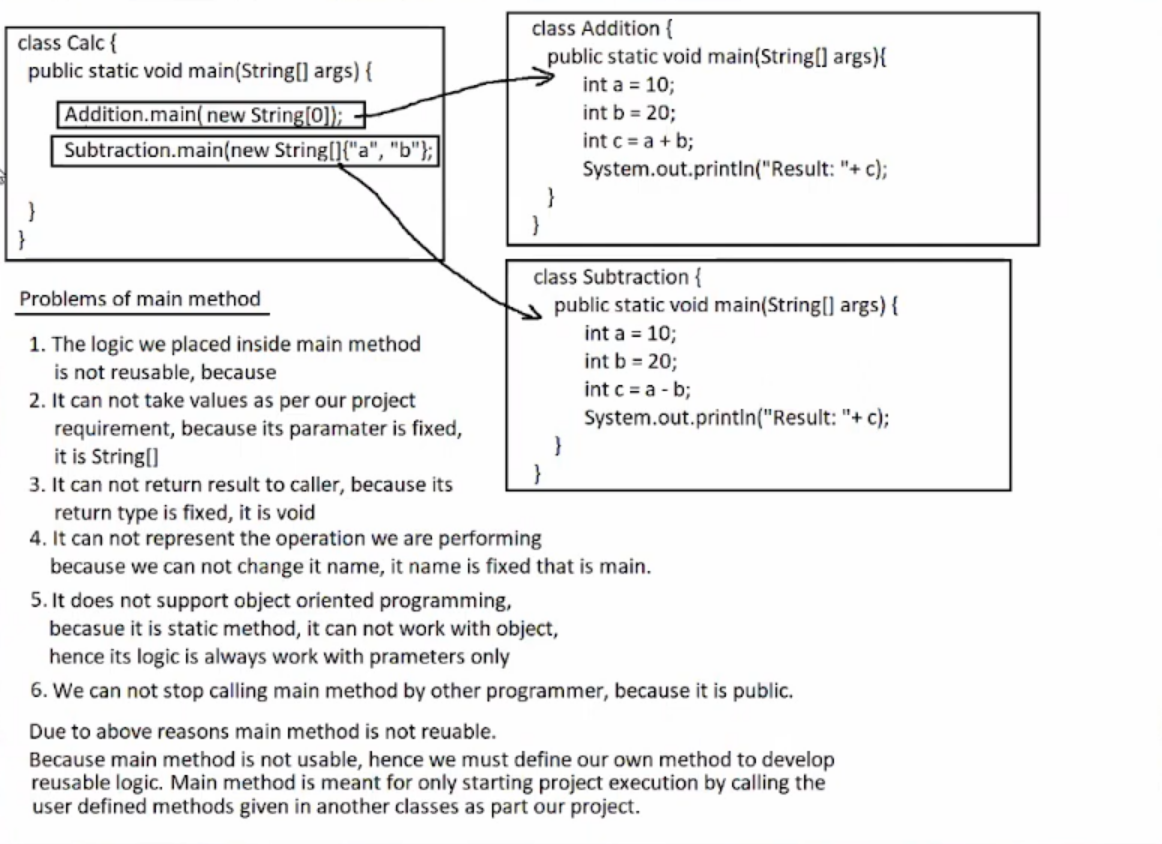 class Calc {
public static void main(String[] args) {
Addition.main( new String[0]);
Subtraction.main(new String[]{"a", "b"};
}
}
class Addition {
public static void main(String[] args){
int a = 10;
int b = 20;
int c = a + b;
System.out.println("Result: "+ c);
}
}
class Subtraction {
public static void main(String[] args) {
int a = 10;
int b = 20;
int c = a - b;
System.out.println("Result: "+ c);
}
}
Problems of main method
1. The logic we placed inside main method
is not reusable, because
2. It can not take values as per our project
requirement, because its paramater is fixed,
it is String[]
3. It can not return result to caller, because its
return type is fixed, it is void
4. It can not represent the operation we are performing
because we can not change it name, it name is fixed that is main.
5. It does not support object oriented programming,
becasue it is static method, it can not work with object,
hence its logic is always work with prameters only
6. We can not stop calling main method by other programmer, because it is public.
Due to above reasons main method is not reuable.
Because main method is not usable, hence we must define our own method to develop
reusable logic. Main method is meant for only starting project execution by calling the
user defined methods given in another classes as part our project.